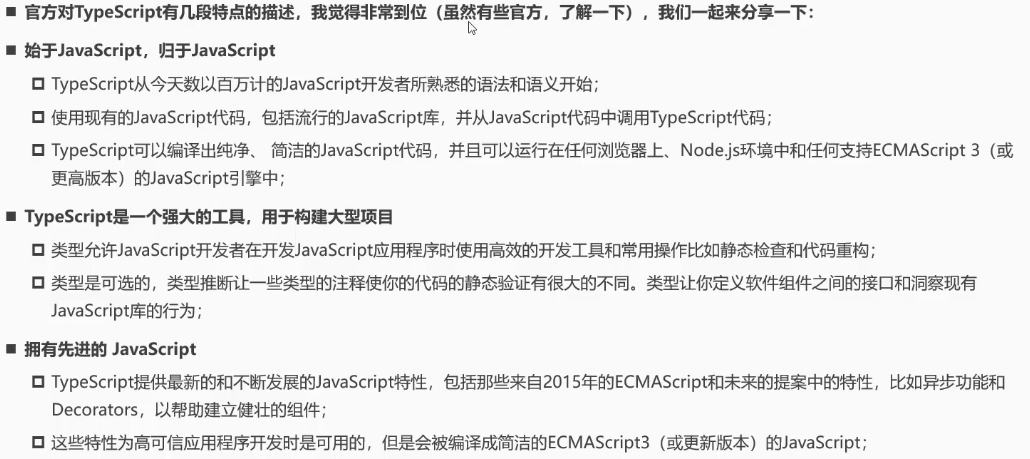 ■ 官方对TypeScript有几段特点的描述，我觉得非常到位（虽然有些官方，了解一下），我们一起来分享一下：
■ 始于JavaScript，归于JavaScript
TypeScript从今天数以百万计的JavaScript开发者所熟悉的语法和语义开始；
使用现有的JavaScript代码，包括流行的JavaScript库，并从JavaScript代码中调用TypeScript代码；
TypeScript可以编译出纯净、 简洁的JavaScript代码，并且可以运行在任何浏览器上、Node.js环境中和任何支持ECMAScript 3（或
更高版本）的JavaScript引擎中；
■ TypeScript是一个强大的工具，用于构建大型项目
类型允许JavaScript开发者在开发JavaScript应用程序时使用高效的开发工具和常用操作比如静态检查和代码重构；
类型是可选的，类型推断让一些类型的注释使你的代码的静态验证有很大的不同。类型让你定义软件组件之间的接口和洞察现有
JavaScript库的行为；
■ 拥有先进的 JavaScript
TypeScript提供最新的和不断发展的JavaScript特性，包括那些来自2015年的ECMAScript和未来的提案中的特性，比如异步功能和
Decorators，以帮助建立健壮的组件；
这些特性为高可信应用程序开发时是可用的，但是会被编译成简洁的ECMAScript3（或更新版本）的JavaScript；